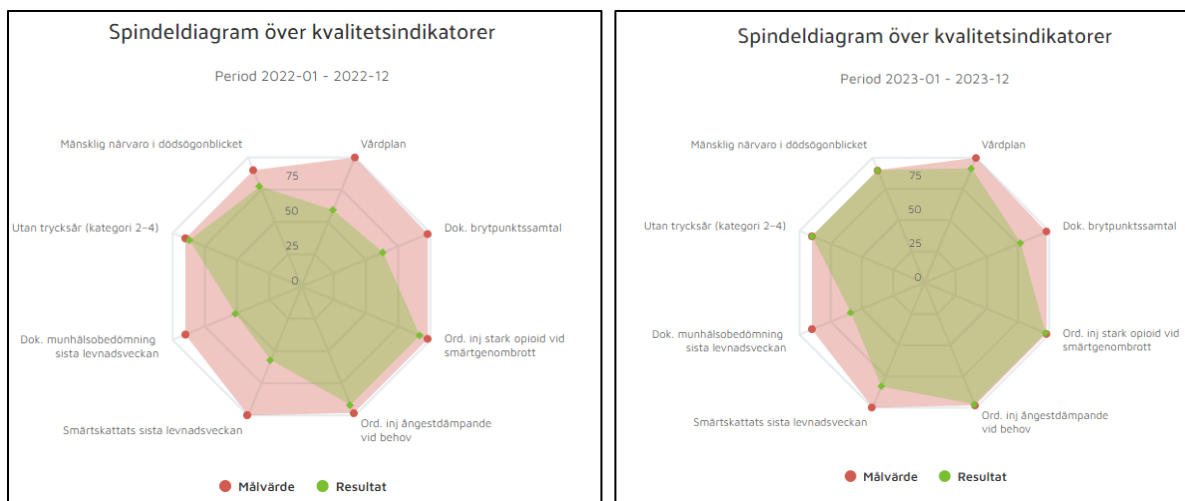 Spindeldiagram över kvalitetsindikatorer
Period 2022-01 - 2022-12
Mänsklig närvaro i dödsögonblicket
Vårdplan
75
Utan trycksår (kategori 2-4)
50
Dok. brytpunktssamtal
25
0
Dok. munhälsobedömning
sista levnadsveckan
Ord. inj stark opioid vid
smärtgenombrott
Smärtskattats sista levnadsveckan
Ord. inj ångestdämpande
vid behov
Målvärde
Resultat
Spindeldiagram över kvalitetsindikatorer
Period 2023-01 - 2023-12
Mänsklig närvaro i dödsögonblicket
Vårdplan
75
Utan trycksår (kategori 2-4)
50
Dok. brytpunktssamtal
25
0
Dok. munhälsobedömning
sista levnadsveckan
Ord. inj stark opioid vid
smärtgenombrott
Smärtskattats sista levnadsveckan
Ord. inj ångestdämpande
vid behov
Målvärde
Resultat